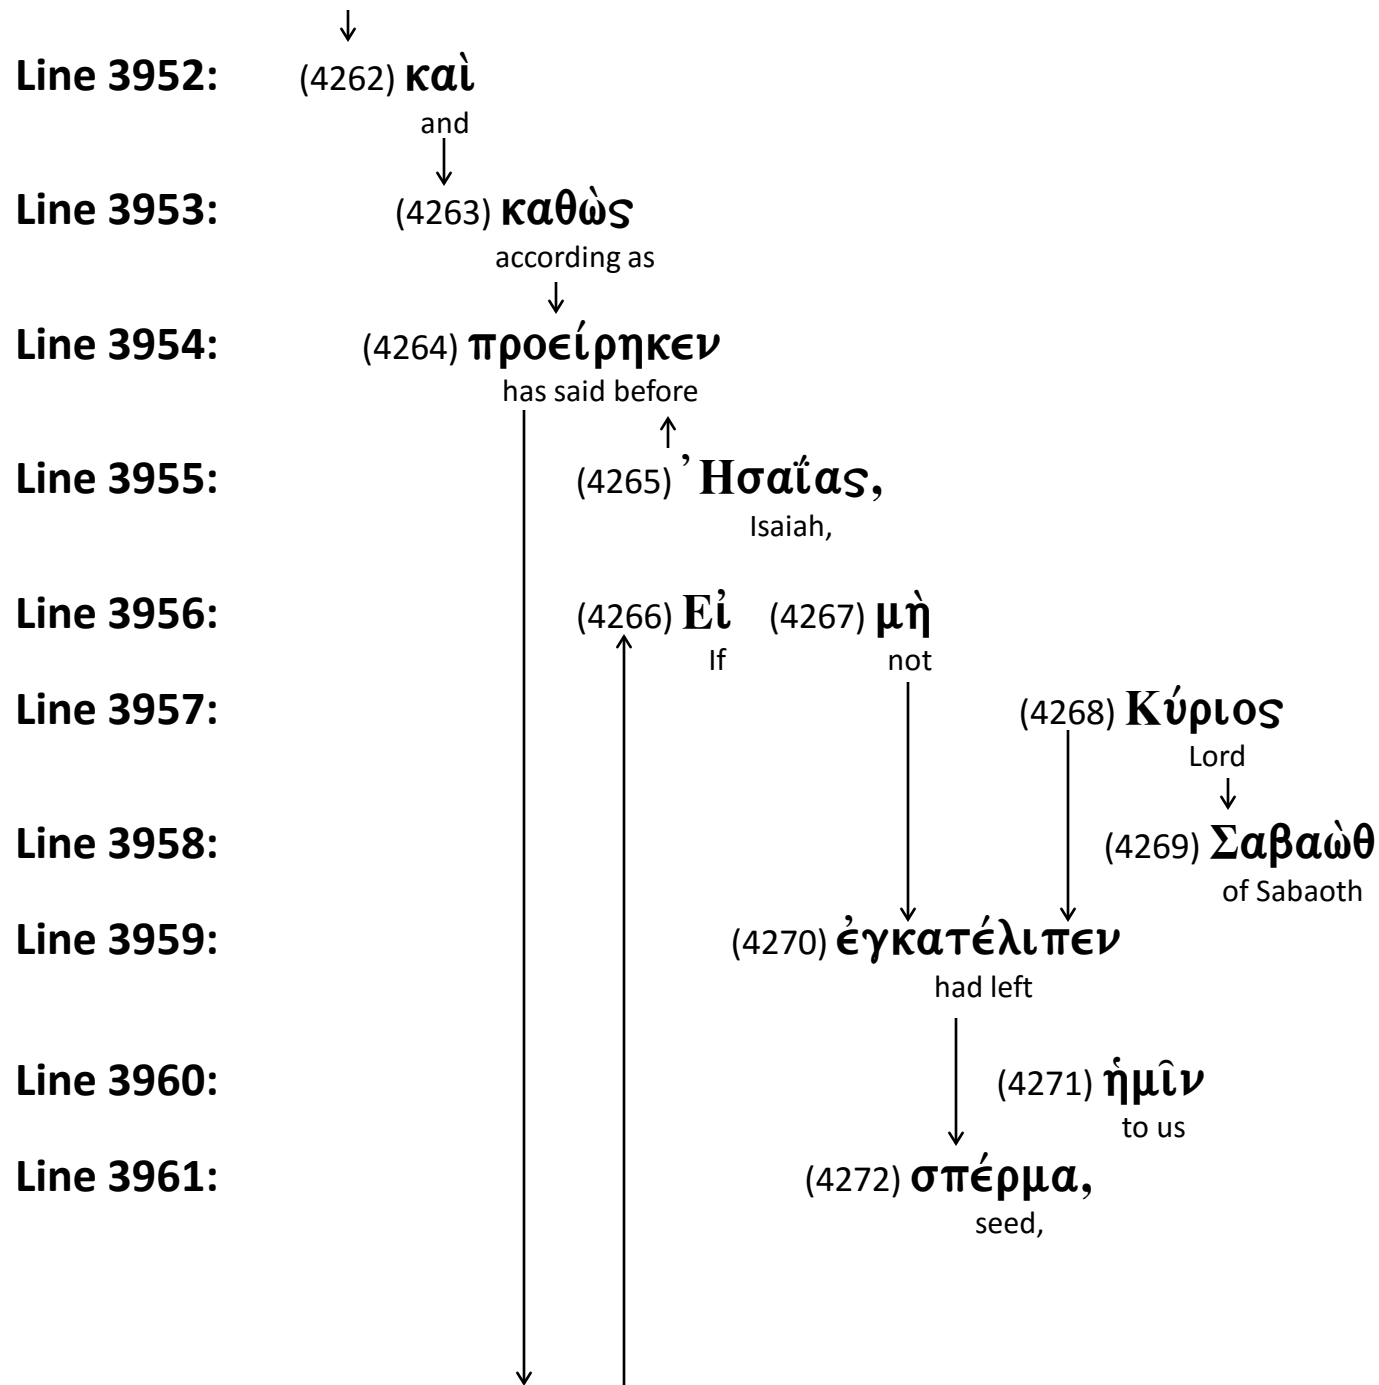 Line 3952: (4262) καὶ
and
Line 3953: (4263) καθὼς
according as
Line 3954: (4264) προείρηκεν
has said before
Line 3955: (4265) Ἠσαΐας,
Isaiah,
Line 3956: (4266) Εἰ (4267) μὴ
If not
Line 3957: (4268) Κύριος
Lord
Line 3958: (4269) Σαβαὼθ
of Sabaoth
Line 3959: (4270) ἐγκατέλιπεν
had left
Line 3960: (4271) ἡμῖν
to us
Line 3961: (4272) σπέρμα,
seed,